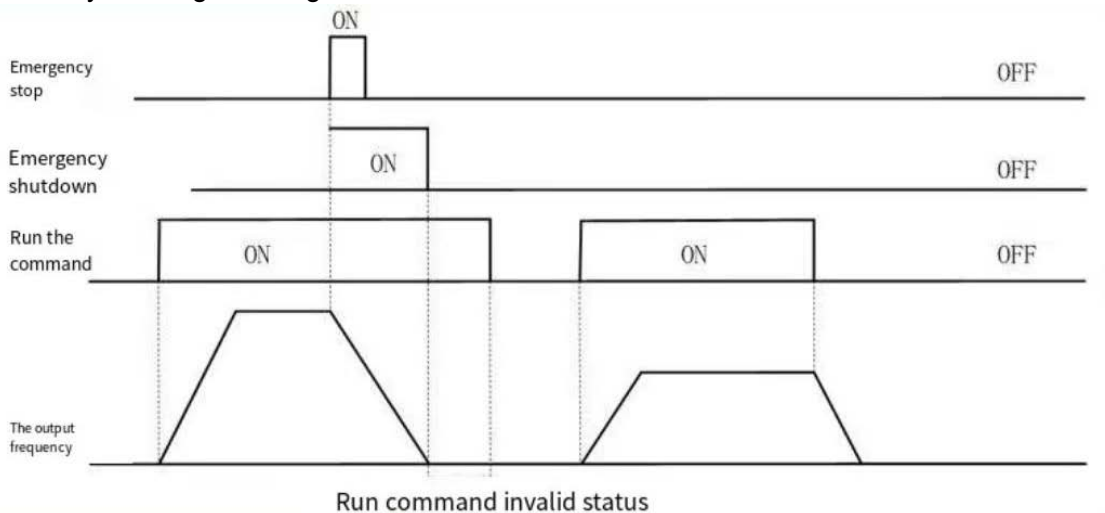 ON
Emergency
stop
OFF
Emergency
shutdown
ON
OFF
Run the
command
ON
ON
OFF
The output
frequency
Run command invalid status